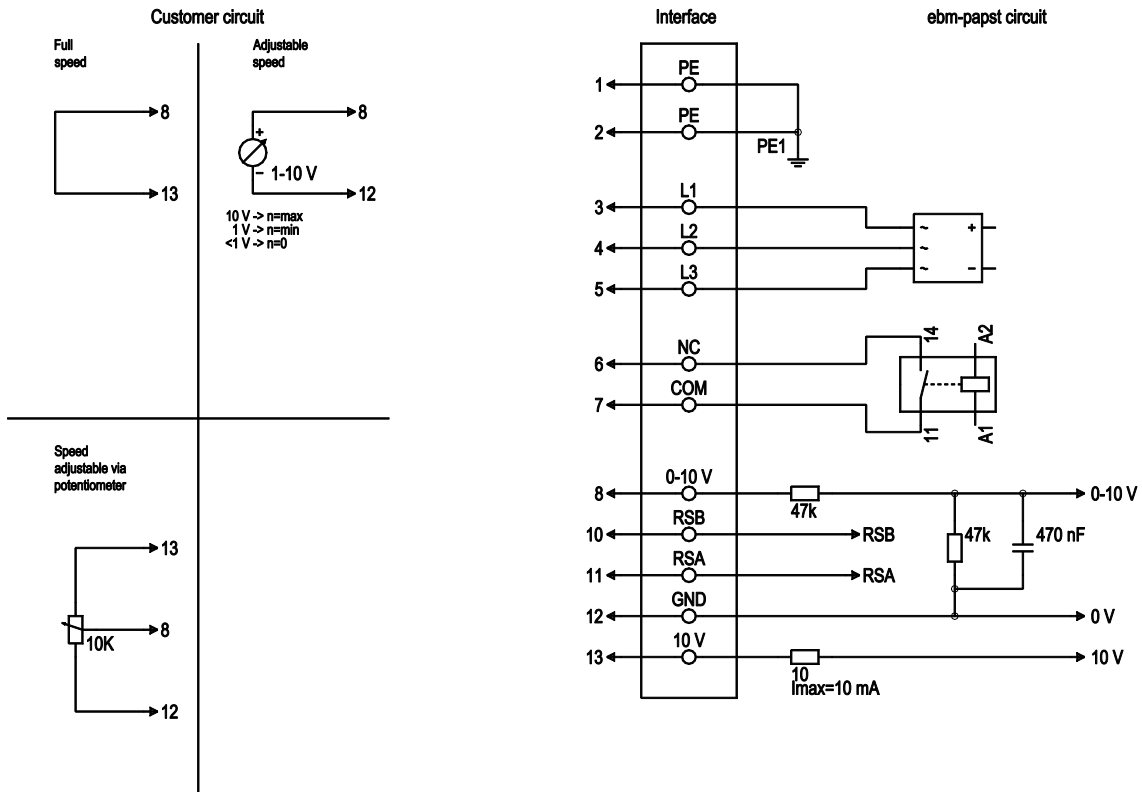 Customer circuit
Interface
ebm-papst circuit
Full
speed
8
13
Adjustable
speed
8
+
1-10 V
−
12
10 V -> n=max
1 V -> n=min
<1 V -> n=0
Speed
adjustable via
potentiometer
13
8
10K
12
1
PE
2
PE
PE1
3
L1
4
L2
5
L3
~
~
~
+
−
6
NC
7
COM
14
A2
11
A1
8
0-10 V
47k
0-10 V
10
RSB
RSB
47k
470 nF
11
RSA
RSA
12
GND
0 V
13
10 V
10 V
10
Imax=10 mA